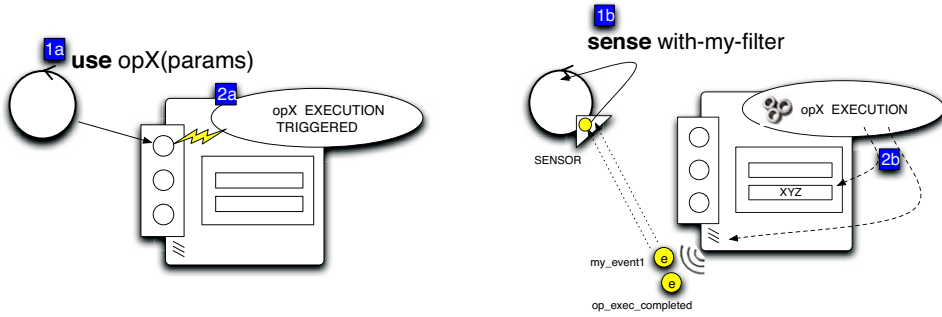 1a
use opX(params)
2a
opX EXECUTION
TRIGGERED
1b
sense with-my-filter
opX EXECUTION
SENSOR
2b
XYZ
my_event1
e
e
op_exec_completed